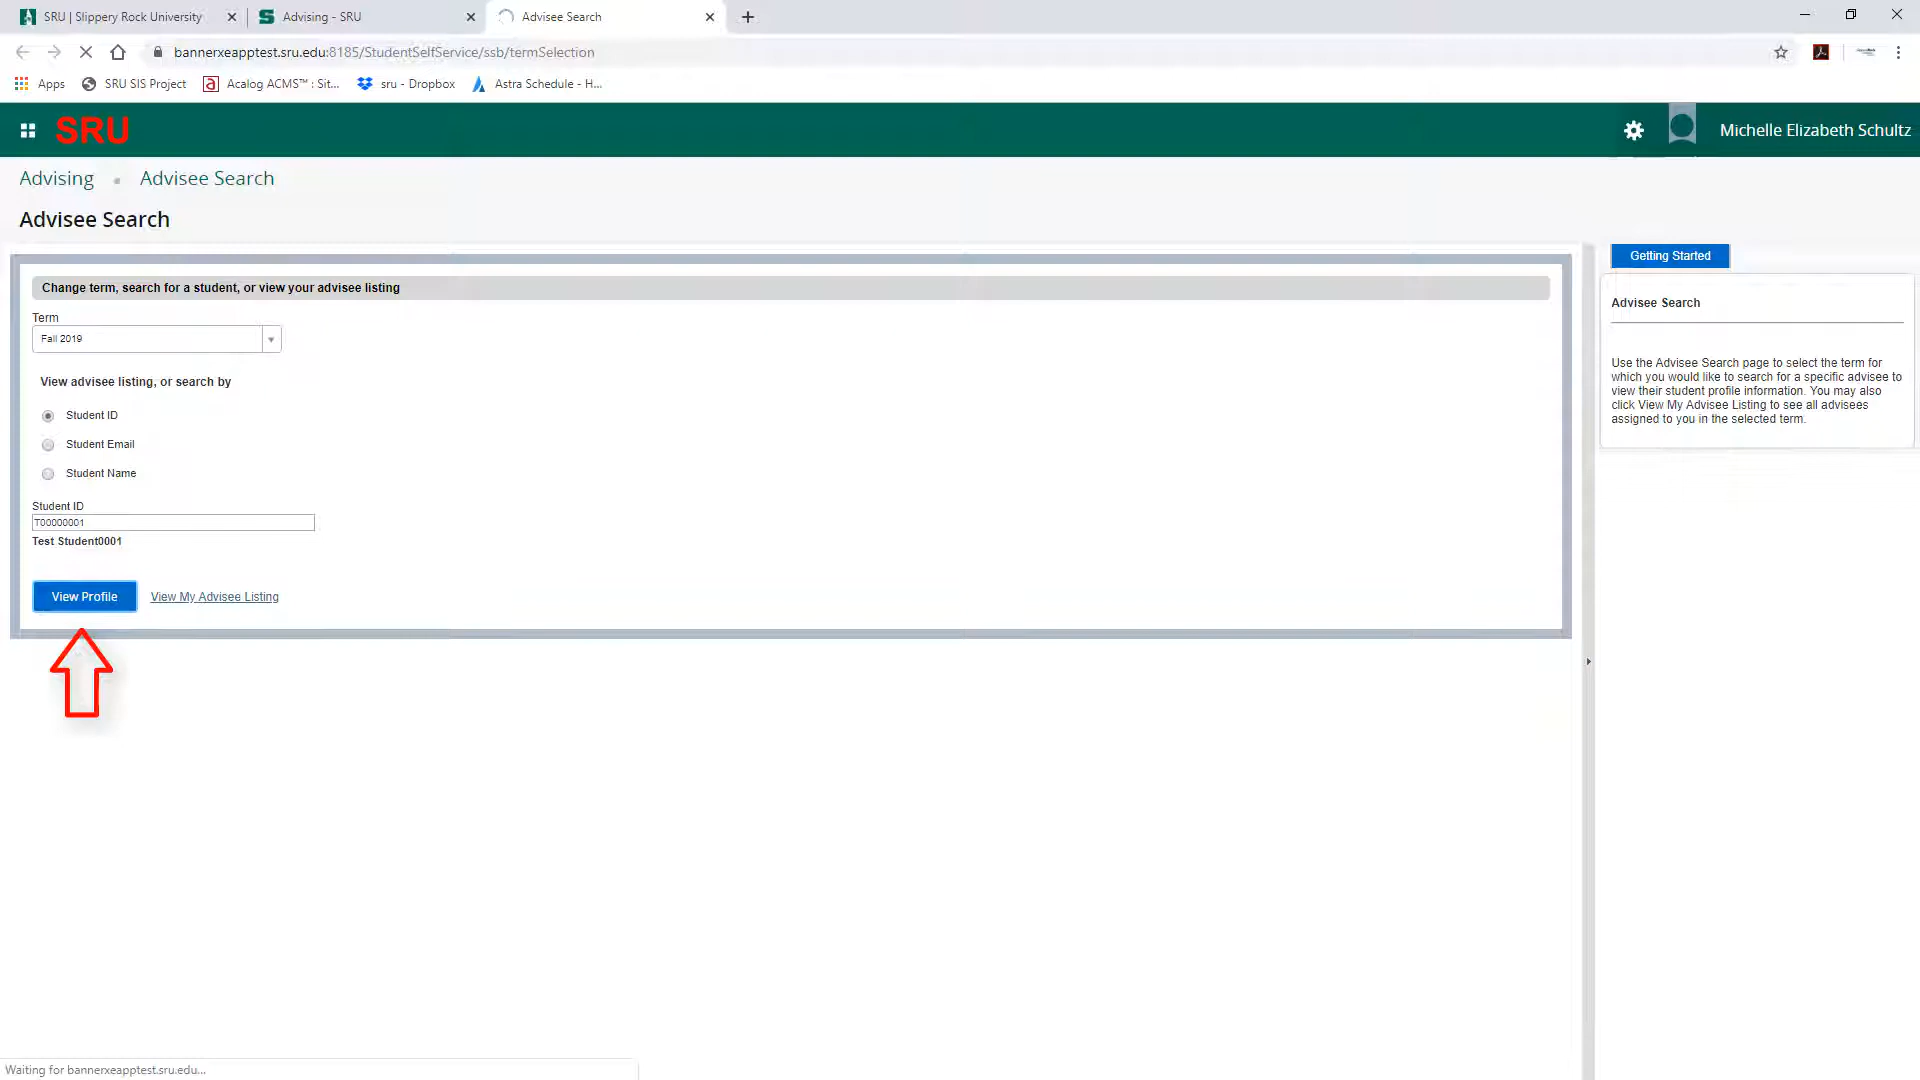 SRU | Slippery Rock University
Advising - SRU
Advisee Search
bannerxeapptest.sru.edu:8185/StudentSelfService/ssb/termSelection
Apps
SRU SIS Project
Acalog ACMS™ : Sit...
sru - Dropbox
Astra Schedule - H...
SRU
Michelle Elizabeth Schultz
Advising
Advisee Search
Advisee Search
Change term, search for a student, or view your advisee listing
Term
Fall 2019
View advisee listing, or search by
Student ID
Student Email
Student Name
Student ID
T00000001
Test Student0001
View Profile
View My Advisee Listing
Getting Started
Advisee Search
Use the Advisee Search page to select the term for
which you would like to search for a specific advisee to
view their student profile information. You may also
click View My Advisee Listing to see all advisees
assigned to you in the selected term.
Waiting for bannerxeapptest.sru.edu...